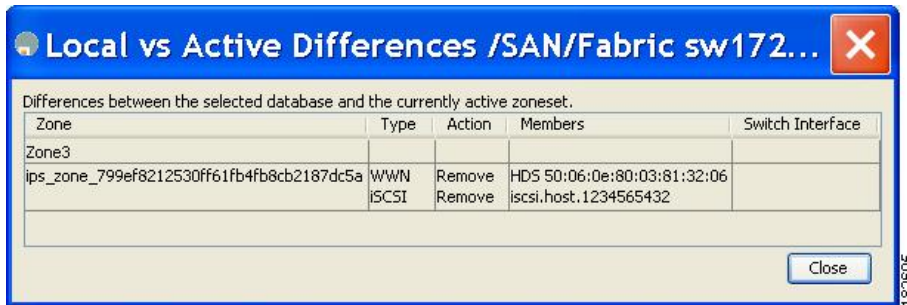 Local vs Active Differences /SAN/Fabric sw172...
Differences between the selected database and the currently active zoneset.
Zone Type Action Members Switch Interface
Zone3
ips_zone_799ef8212530ff61fb4fb8cb2187dc5a WWN Remove HDS 50:06:0e:80:03:81:32:06
iSCSI Remove iscsi.host.1234565432
Close